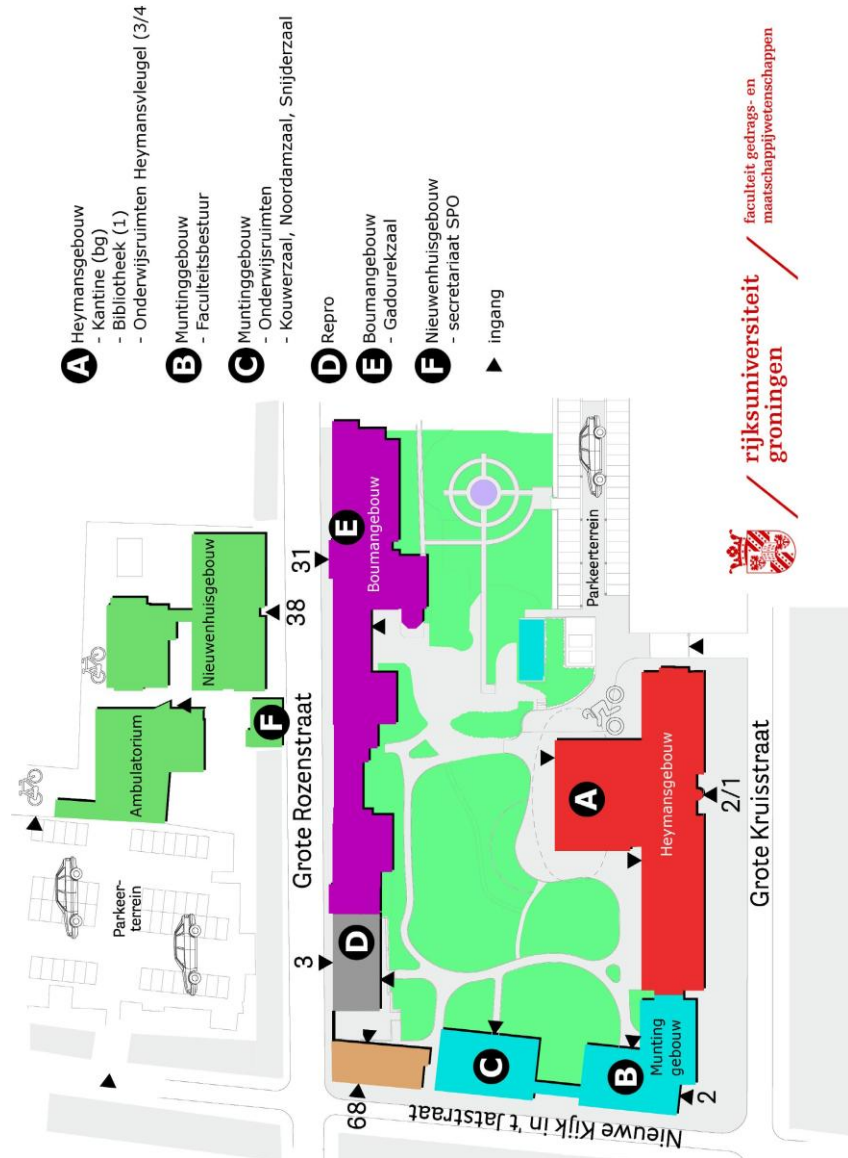 A Heymansgebouw
- Kantine (bg)
- Bibliotheek (1)
- Onderwijsruimten Heymansvleugel (3/4
B Muntinggebouw
- Faculteitsbestuur
C Muntinggebouw
- Onderwijsruimten
- Kouwerzaal, Noordamzaal, Snijderzaal
D Repro
E Boumangebouw
- Gadourekzaal
F Nieuwenhuisgebouw
- secretariaat SPO
ingang
Parkeer-
terrein
Ambulatorium
Nieuwenhuisgebouw
F
38
Grote Rozenstraat
3
31
D
E
Boumangebouw
68
C
B
Munting
gebouw
2
Nieuwe Kijk in 't Jatstraat
A
Heymansgebouw
2/1
Parkeerterrein
Grote Kruisstraat
rijksuniversiteit
groningen
faculteit gedrags- en
maatschappijwetenschappen